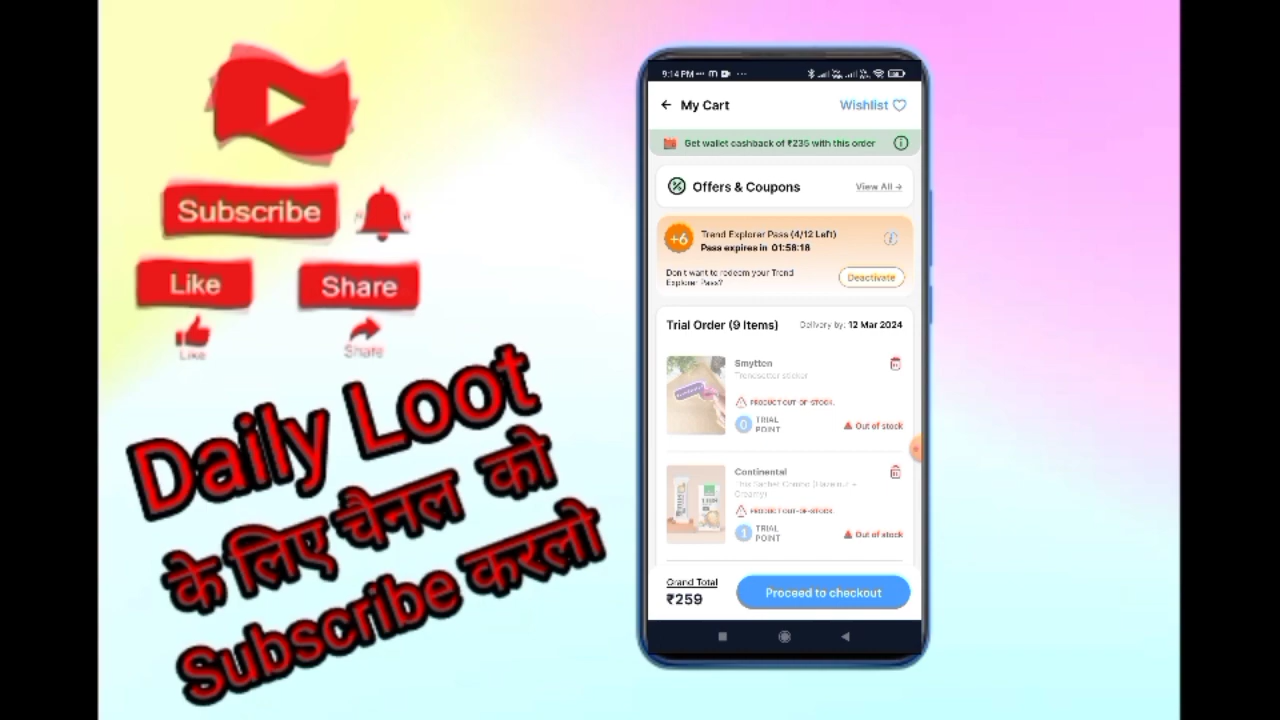 Subscribe
Like
Share
Like
Share
Daily Loot
के लिए चैनल को
Subscribe करलो
9:14 PM
My Cart
Wishlist
Get wallet cashback of ₹235 with this order
Offers & Coupons
View All →
+6
Trend Explorer Pass (4/12 Left)
Pass expires in 01:58:18
Don't want to redeem your Trend
Explorer Pass?
Deactivate
Trial Order (9 Items)
Delivery by: 12 Mar 2024
Smytten
Trendsetter sticker
PRODUCT OUT-OF-STOCK.
0 TRIAL
POINT
Out of stock
Continental
PRODUCT OUT-OF-STOCK.
1 TRIAL
POINT
Out of stock
Grand Total
₹259
Proceed to checkout